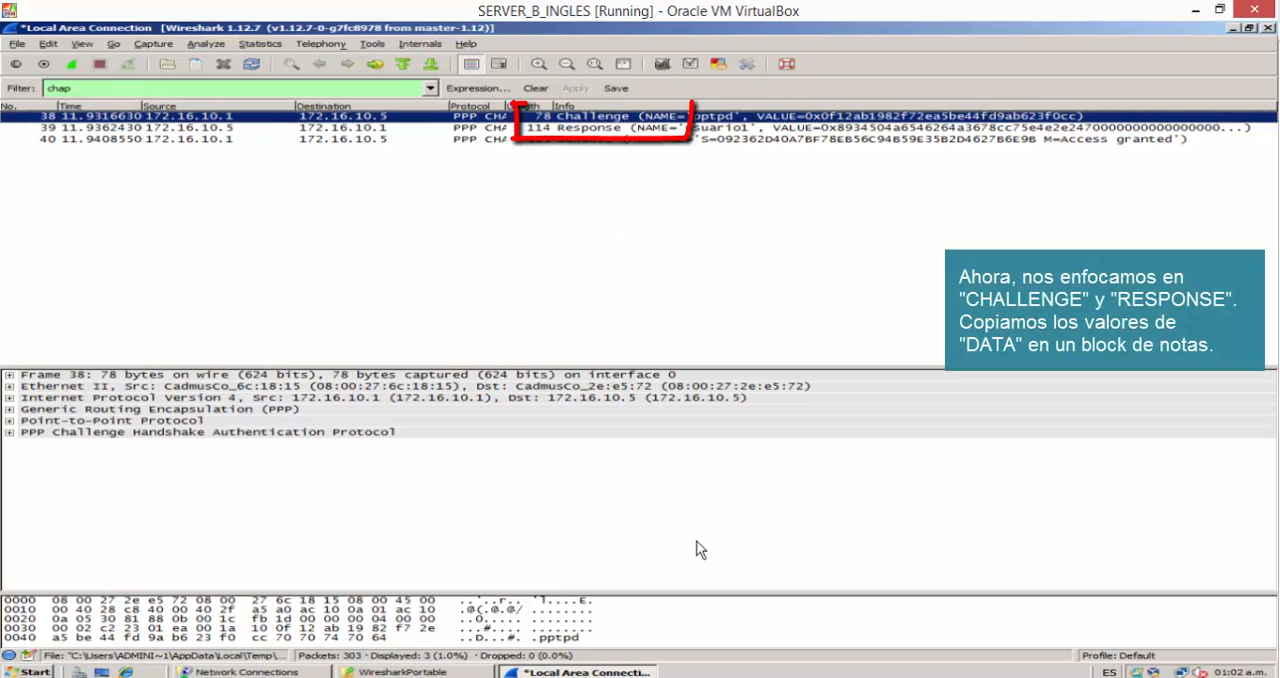 SERVER_B_INGLES [Running] - Oracle VM VirtualBox
*Local Area Connection [Wireshark 1.12.7 (v1.12.7-0-g7fc8978 from master-1.12)]
File Edit View Go Capture Analyze Statistics Telephony Tools Internals Help
Filter: chap Expression... Clear Apply Save
No. Time Source Destination Protocol Info
38 11.9316630 172.16.10.1 172.16.10.5 PPP CHA 78 Challenge (NAME='pptpd', VALUE=0x0f12ab1982f72ea5be44fd9ab623f0cc)
39 11.9362430 172.16.10.5 172.16.10.1 PPP CHA 114 Response (NAME='usuario1', VALUE=0x8934504a6546264a3678cc75e4e2e2470000000000000000...)
40 11.9408550 172.16.10.1 172.16.10.5 PPP CHA 'S=092362D40A7BF78EB56C94B59E35B2D4627B6E9B M=Access granted')
Ahora, nos enfocamos en
"CHALLENGE" y "RESPONSE".
Copiamos los valores de
"DATA" en un block de notas.
Frame 38: 78 bytes on wire (624 bits), 78 bytes captured (624 bits) on interface 0
Ethernet II, Src: CadmusCo_6c:18:15 (08:00:27:6c:18:15), Dst: CadmusCo_2e:e5:72 (08:00:27:2e:e5:72)
Internet Protocol Version 4, Src: 172.16.10.1 (172.16.10.1), Dst: 172.16.10.5 (172.16.10.5)
Generic Routing Encapsulation (PPP)
Point-to-Point Protocol
PPP Challenge Handshake Authentication Protocol
0000 08 00 27 2e e5 72 08 00 27 6c 18 15 08 00 45 00 ..'..r.. 'l....E.
0010 00 40 28 c8 40 00 40 2f a5 a0 ac 10 0a 01 ac 10 .@(.@.@/ ........
0020 0a 05 30 81 88 0b 00 1c fb 1d 00 00 00 04 00 00 ..0..... ........
0030 00 02 c2 23 01 ea 00 1a 10 0f 12 ab 19 82 f7 2e ...#.... ........
0040 a5 be 44 fd 9a b6 23 f0 cc 70 70 74 70 64 ..D...#. .pptpd
File: "C:\Users\ADMINI~1\AppData\Local\Temp\... Packets: 303 · Displayed: 3 (1.0%) · Dropped: 0 (0.0%) Profile: Default
Start Network Connections WiresharkPortable *Local Area Connecti... ES 01:02 a.m.